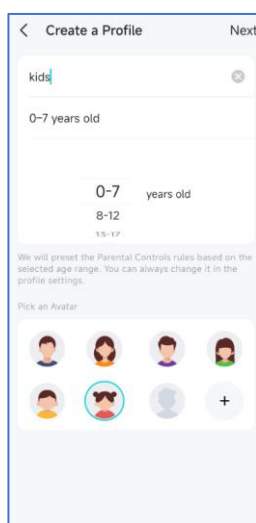 Create a Profile
Next
kids
0-7 years old
0-7 years old
8-12
13-17
We will preset the Parental Controls rules based on the
selected age range. You can always change it in the
profile settings.
Pick an Avatar
+